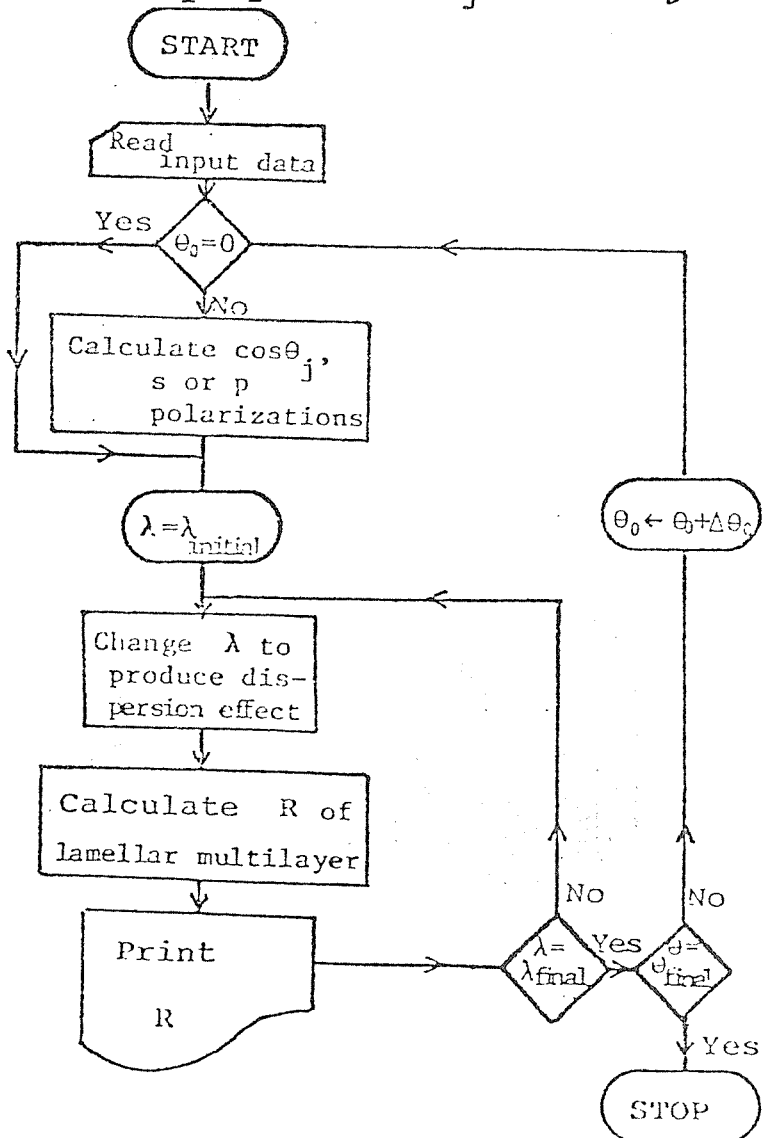 START
Read
input data
Yes
θ₀=0
No
Calculate cosθj,
s or p
polarizations
λ=λinitial
θ₀ ← θ₀+Δθ₀
Change λ to
produce dis-
persion effect
Calculate R of
lamellar multilayer
Print
R
No
λ=
λfinal
Yes
No
θ=
θfinal
Yes
STOP